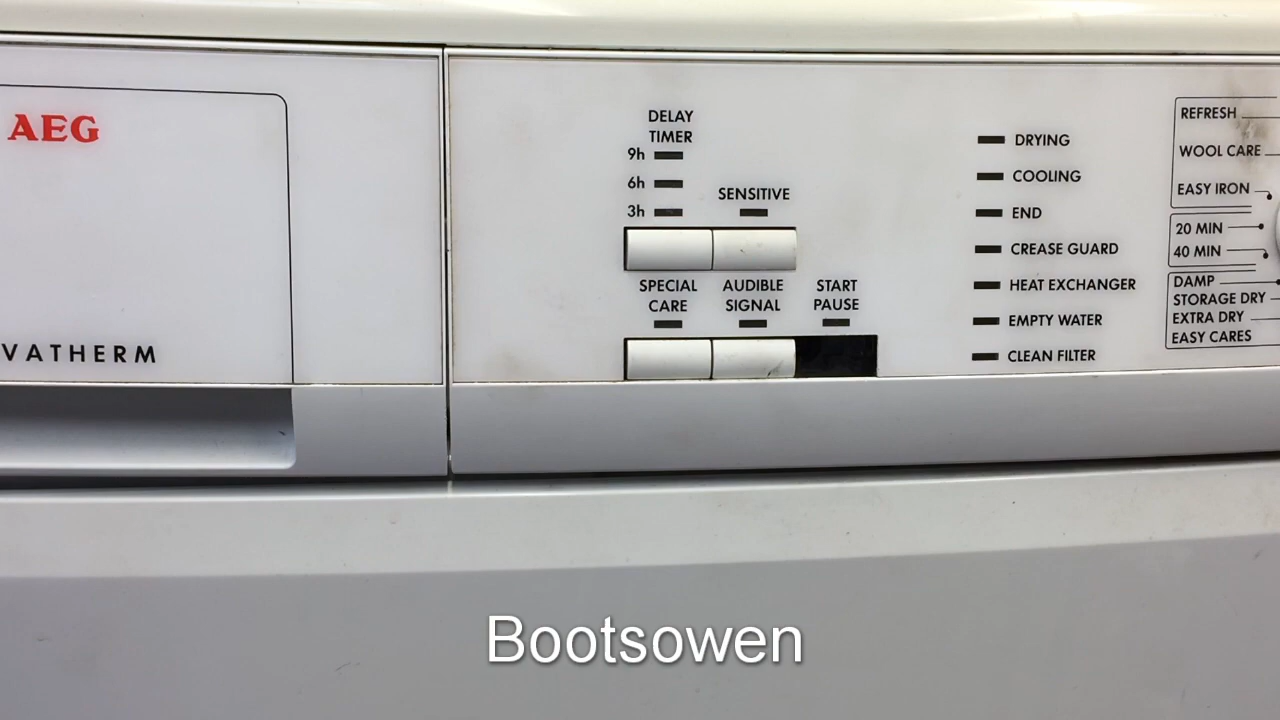 AEG
VATHERM
DELAY
TIMER
9h
6h
3h
SENSITIVE
SPECIAL
CARE
AUDIBLE
SIGNAL
START
PAUSE
DRYING
COOLING
END
CREASE GUARD
HEAT EXCHANGER
EMPTY WATER
CLEAN FILTER
REFRESH
WOOL CARE
EASY IRON
20 MIN
40 MIN
DAMP
STORAGE DRY
EXTRA DRY
EASY CARES
Bootsowen